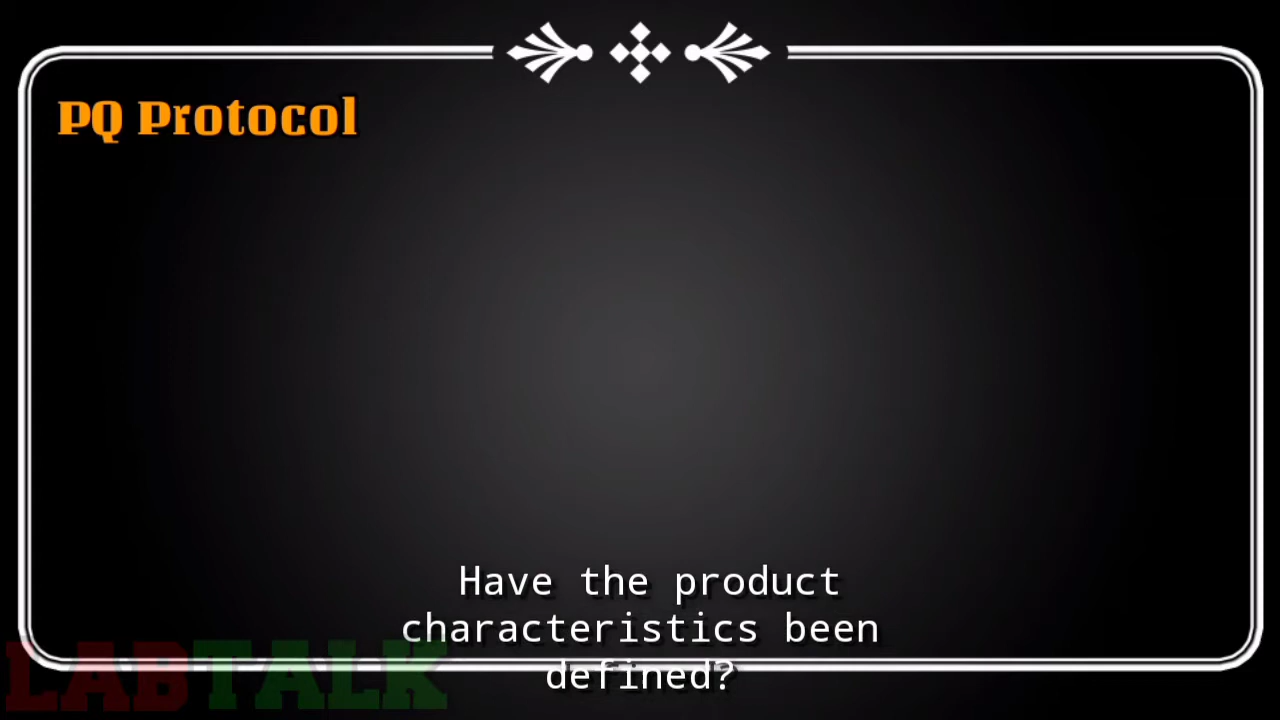 PQ Protocol
Have the product
characteristics been
defined?
LABTALK